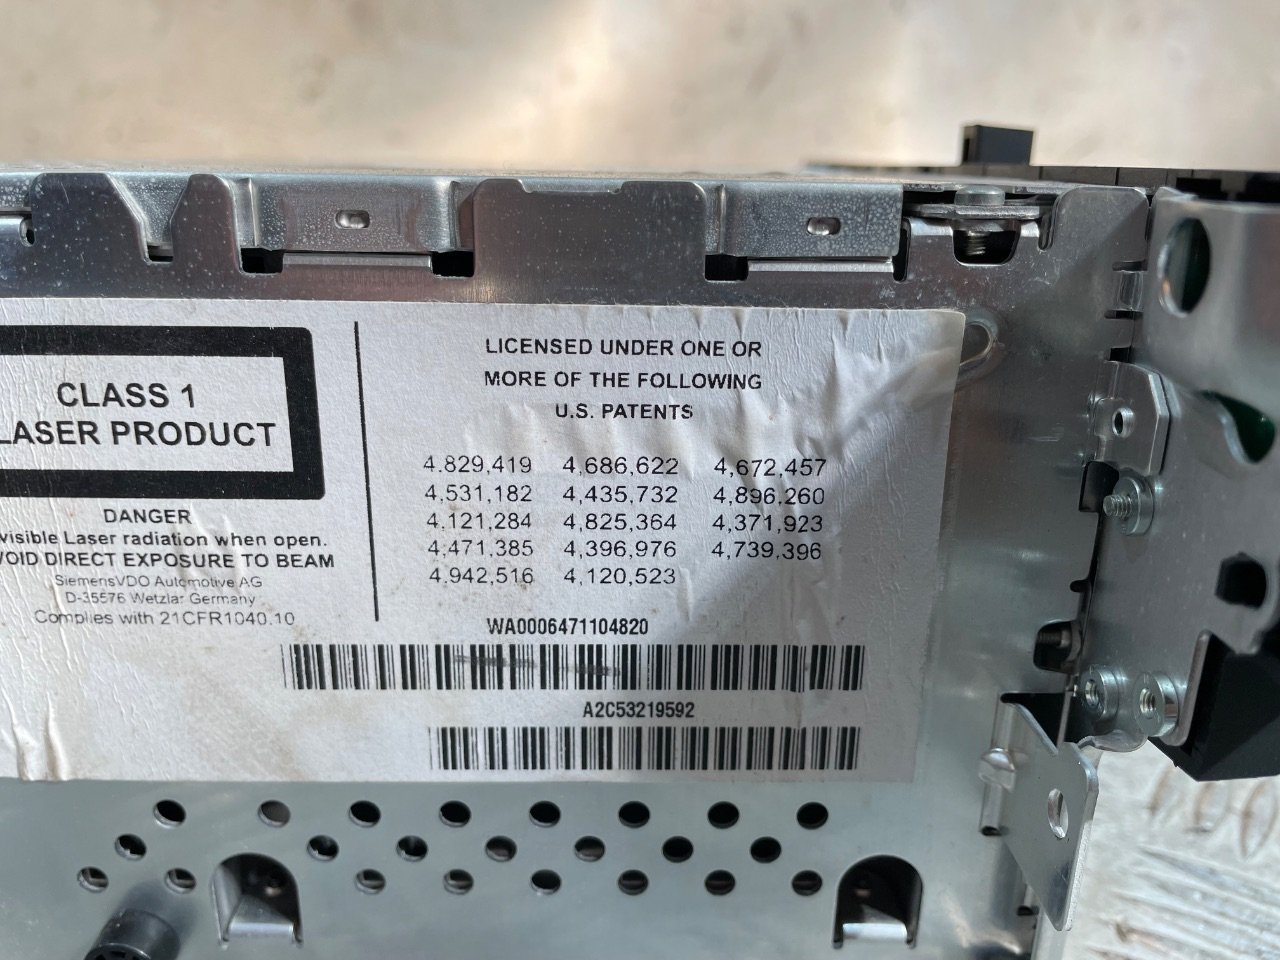 CLASS 1
LASER PRODUCT
DANGER
visible Laser radiation when open.
VOID DIRECT EXPOSURE TO BEAM
SiemensVDO Automotive AG
D-35576 Wetzlar Germany
Complies with 21CFR1040.10
LICENSED UNDER ONE OR
MORE OF THE FOLLOWING
U.S. PATENTS
4.829,419 4,686,622 4,672,457
4,531,182 4,435,732 4,896,260
4,121,284 4,825,364 4,371,923
4,471,385 4,396,976 4,739,396
4.942,516 4,120,523
WA0006471104820
A2C53219592